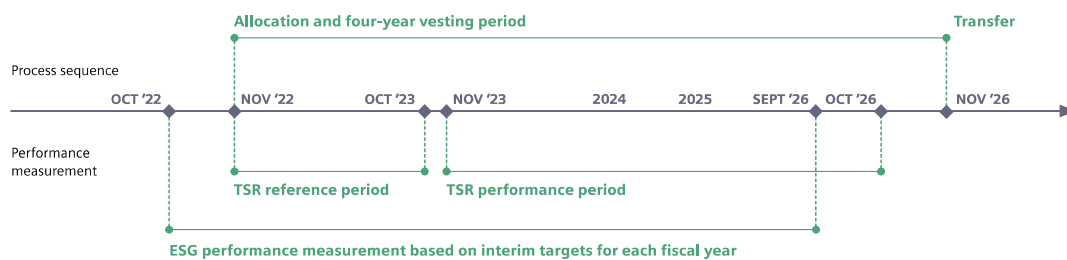 Allocation and four-year vesting period
Transfer
Process sequence
OCT ’22
NOV ’22
OCT ’23
NOV ’23
2024
2025
SEPT ’26
OCT ’26
NOV ’26
Performance
measurement
TSR reference period
TSR performance period
ESG performance measurement based on interim targets for each fiscal year